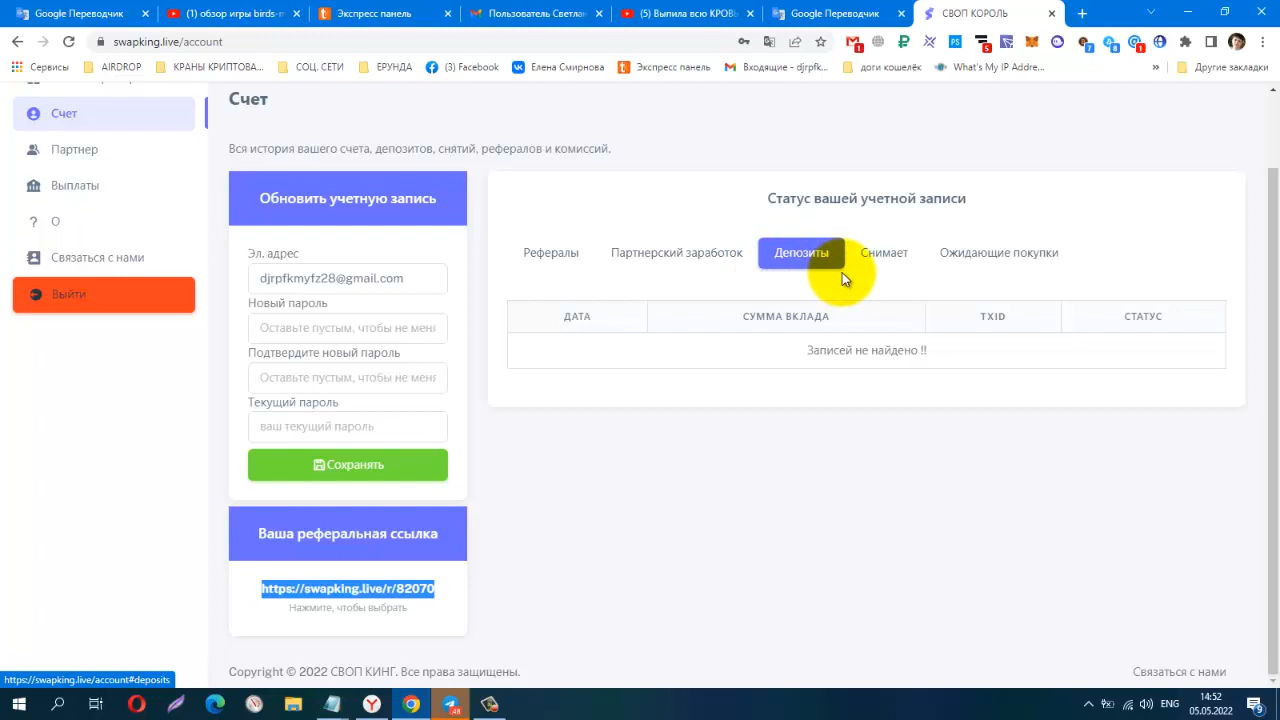 Google Переводчик
(1) обзор игры birds-m
Экспресс панель
Пользователь Светлан
(5) Выпила всю КРОВЬ
Google Переводчик
СВОП КОРОЛЬ
swapking.live/account
Сервисы
AIRDROP
КРАНЫ КРИПТОВА...
СОЦ. СЕТИ
ЕРУНДА
(3) Facebook
Елена Смирнова
Экспресс панель
Входящие - djrpfk...
доги кошелёк
What's My IP Addre...
»
Другие закладки
Счет
Партнер
Выплаты
? О
Связаться с нами
Выйти
Счет
Вся история вашего счета, депозитов, снятий, рефералов и комиссий.
Обновить учетную запись
Эл. адрес
djrpfkmyfz28@gmail.com
Новый пароль
Оставьте пустым, чтобы не меня
Подтвердите новый пароль
Оставьте пустым, чтобы не меня
Текущий пароль
ваш текущий пароль
Сохранять
Ваша реферальная ссылка
https://swapking.live/r/82070
Нажмите, чтобы выбрать
Статус вашей учетной записи
Рефералы
Партнерский заработок
Депозиты
Снимает
Ожидающие покупки
ДАТА
СУММА ВКЛАДА
TXID
СТАТУС
Записей не найдено !!
Copyright © 2022 СВОП КИНГ. Все права защищены.
Связаться с нами
https://swapking.live/account#deposits
ENG
14:52
05.05.2022